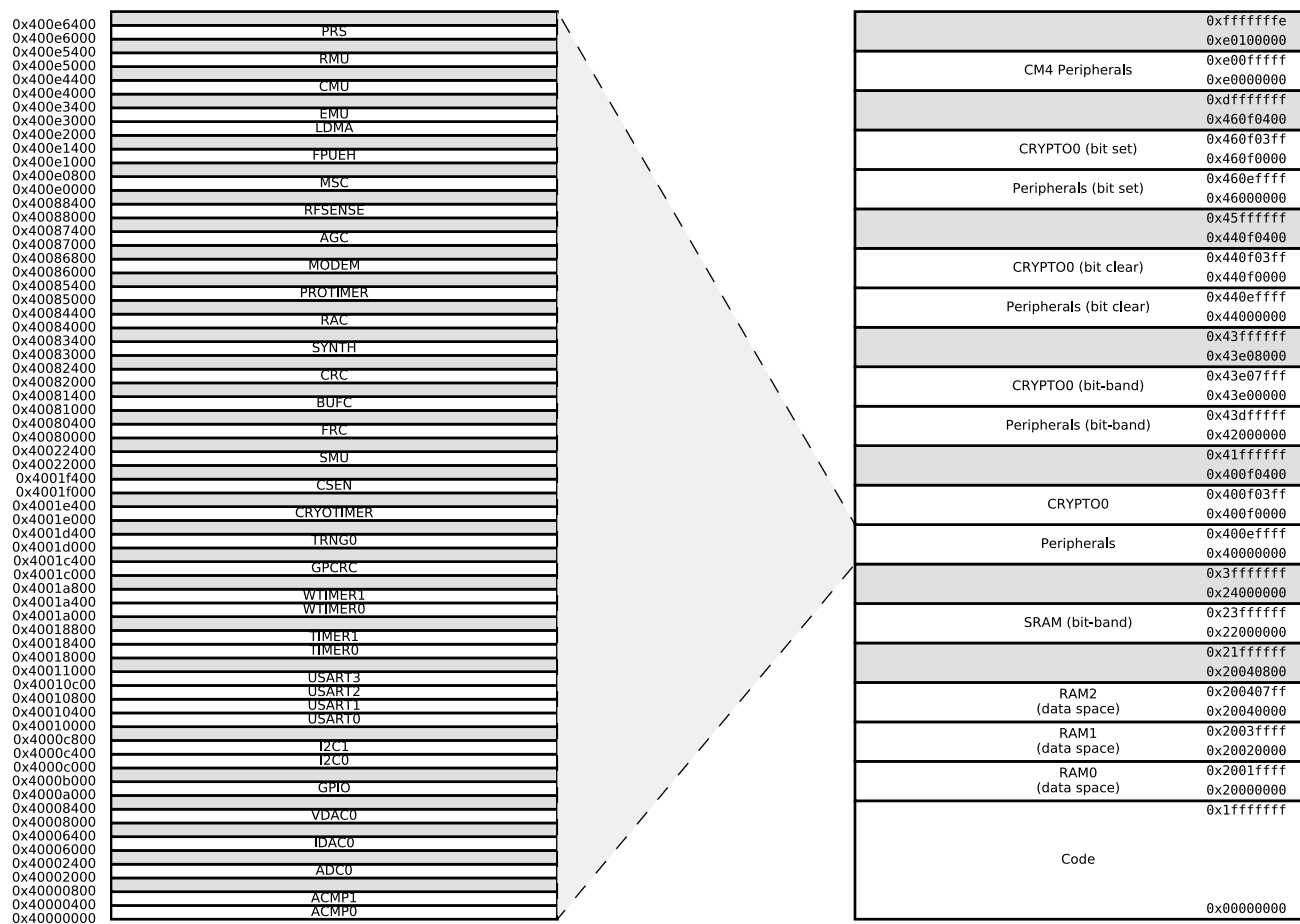 0x400e6400
PRS
0x400e6000
0x400e5400
RMU
0x400e5000
0x400e4400
CMU
0x400e4000
0x400e3400
EMU
0x400e3000
LDMA
0x400e2000
0x400e1400
FPUEH
0x400e1000
0x400e0800
MSC
0x400e0000
0x40088400
RFSENSE
0x40088000
0x40087400
AGC
0x40087000
0x40086800
MODEM
0x40086000
0x40085400
PROTIMER
0x40085000
0x40084400
RAC
0x40084000
0x40083400
SYNTH
0x40083000
0x40082400
CRC
0x40082000
0x40081400
BUFC
0x40081000
0x40080400
FRC
0x40080000
0x40022400
SMU
0x40022000
0x4001f400
CSEN
0x4001f000
0x4001e400
CRYOTIMER
0x4001e000
0x4001d400
TRNG0
0x4001d000
0x4001c400
GPCRC
0x4001c000
0x4001a800
WTIMER1
0x4001a400
WTIMER0
0x4001a000
0x40018800
TIMER1
0x40018400
TIMER0
0x40018000
0x40011000
USART3
0x40010c00
USART2
0x40010800
USART1
0x40010400
USART0
0x40010000
0x4000c800
I2C1
0x4000c400
I2C0
0x4000c000
0x4000b000
GPIO
0x4000a000
0x40008400
VDAC0
0x40008000
0x40006400
IDAC0
0x40006000
0x40002400
ADC0
0x40002000
0x40000800
ACMP1
0x40000400
ACMP0
0x40000000
0xfffffffe
0xe0100000
0xe00fffff
CM4 Peripherals
0xe0000000
0xdfffffff
0x460f0400
0x460f03ff
CRYPTO0 (bit set)
0x460f0000
0x460effff
Peripherals (bit set)
0x46000000
0x45ffffff
0x440f0400
0x440f03ff
CRYPTO0 (bit clear)
0x440f0000
0x440effff
Peripherals (bit clear)
0x44000000
0x43ffffff
0x43e08000
0x43e07fff
CRYPTO0 (bit-band)
0x43e00000
0x43dfffff
Peripherals (bit-band)
0x42000000
0x41ffffff
0x400f0400
0x400f03ff
CRYPTO0
0x400f0000
0x400effff
Peripherals
0x40000000
0x3fffffff
0x24000000
0x23ffffff
SRAM (bit-band)
0x22000000
0x21ffffff
0x20040800
0x200407ff
RAM2
(data space)
0x20040000
0x2003ffff
RAM1
(data space)
0x20020000
0x2001ffff
RAM0
(data space)
0x20000000
0x1fffffff
Code
0x00000000